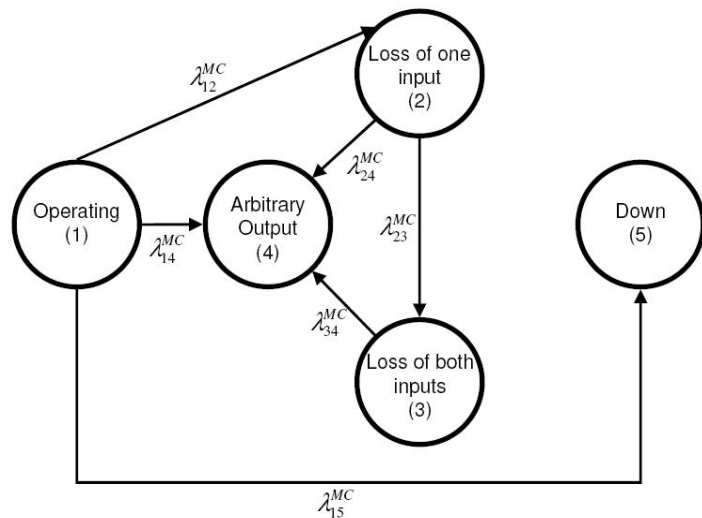 Loss of one
input
(2)
λ₁₂ᴹᶜ
λ₂₄ᴹᶜ
Operating
(1)
Arbitrary
Output
(4)
Down
(5)
λ₁₄ᴹᶜ
λ₂₃ᴹᶜ
λ₃₄ᴹᶜ
Loss of both
inputs
(3)
λ₁₅ᴹᶜ